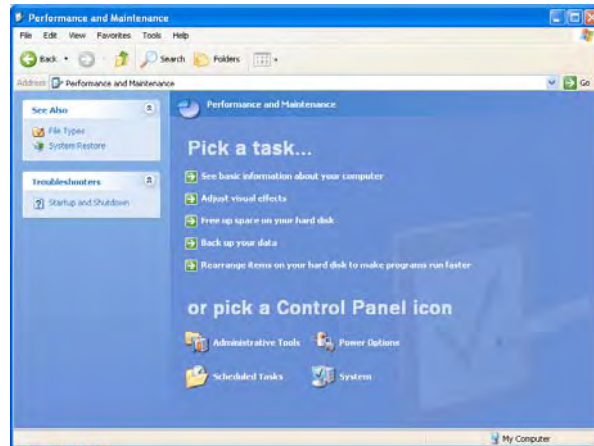 Performance and Maintenance
File Edit View Favorites Tools Help
Back Search Folders
Address Performance and Maintenance Go
See Also
File Types
System Restore
Troubleshooters
Startup and Shutdown
Performance and Maintenance
Pick a task...
See basic information about your computer
Adjust visual effects
Free up space on your hard disk
Back up your data
Rearrange items on your hard disk to make programs run faster
or pick a Control Panel icon
Administrative Tools Power Options
Scheduled Tasks System
My Computer